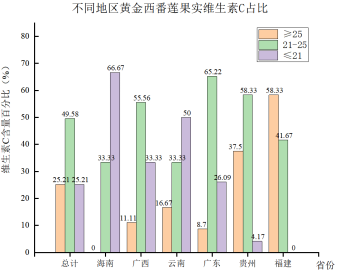 不同地区黄金西番莲果实维生素C占比
≥25
21-25
≤21
维生素C含量百分比（%）
80
70
60
50
40
30
20
10
0
25.21 49.58 25.21
0 33.33 66.67
11.11 55.56 33.33
16.67 33.33 50
8.7 65.22 26.09
37.5 58.33 4.17
58.33 41.67 0
总计 海南 广西 云南 广东 贵州 福建
省份